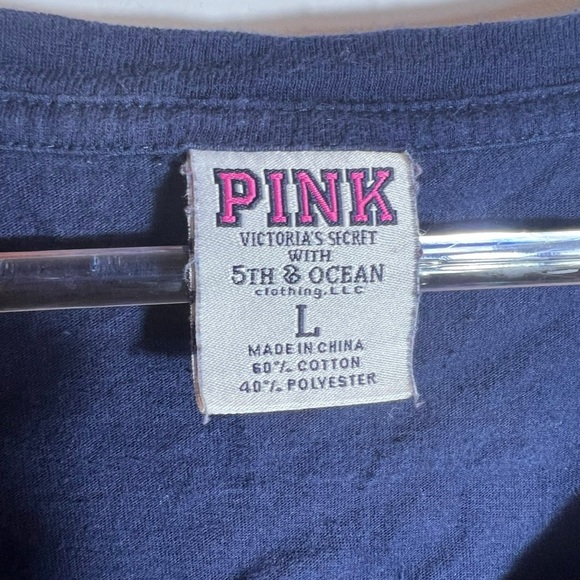 PINK
VICTORIA'S SECRET
WITH
5TH & OCEAN
clothing, LLC
L
MADE IN CHINA
60% COTTON
40% POLYESTER